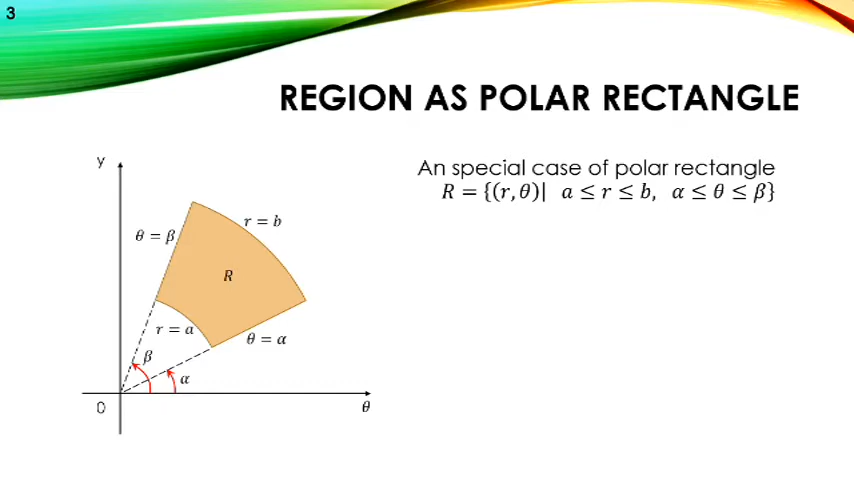 3
REGION AS POLAR RECTANGLE
An special case of polar rectangle
R = {(r, θ)| a ≤ r ≤ b, α ≤ θ ≤ β}
y
θ = β
r = b
R
r = a
θ = α
β
α
0
θ